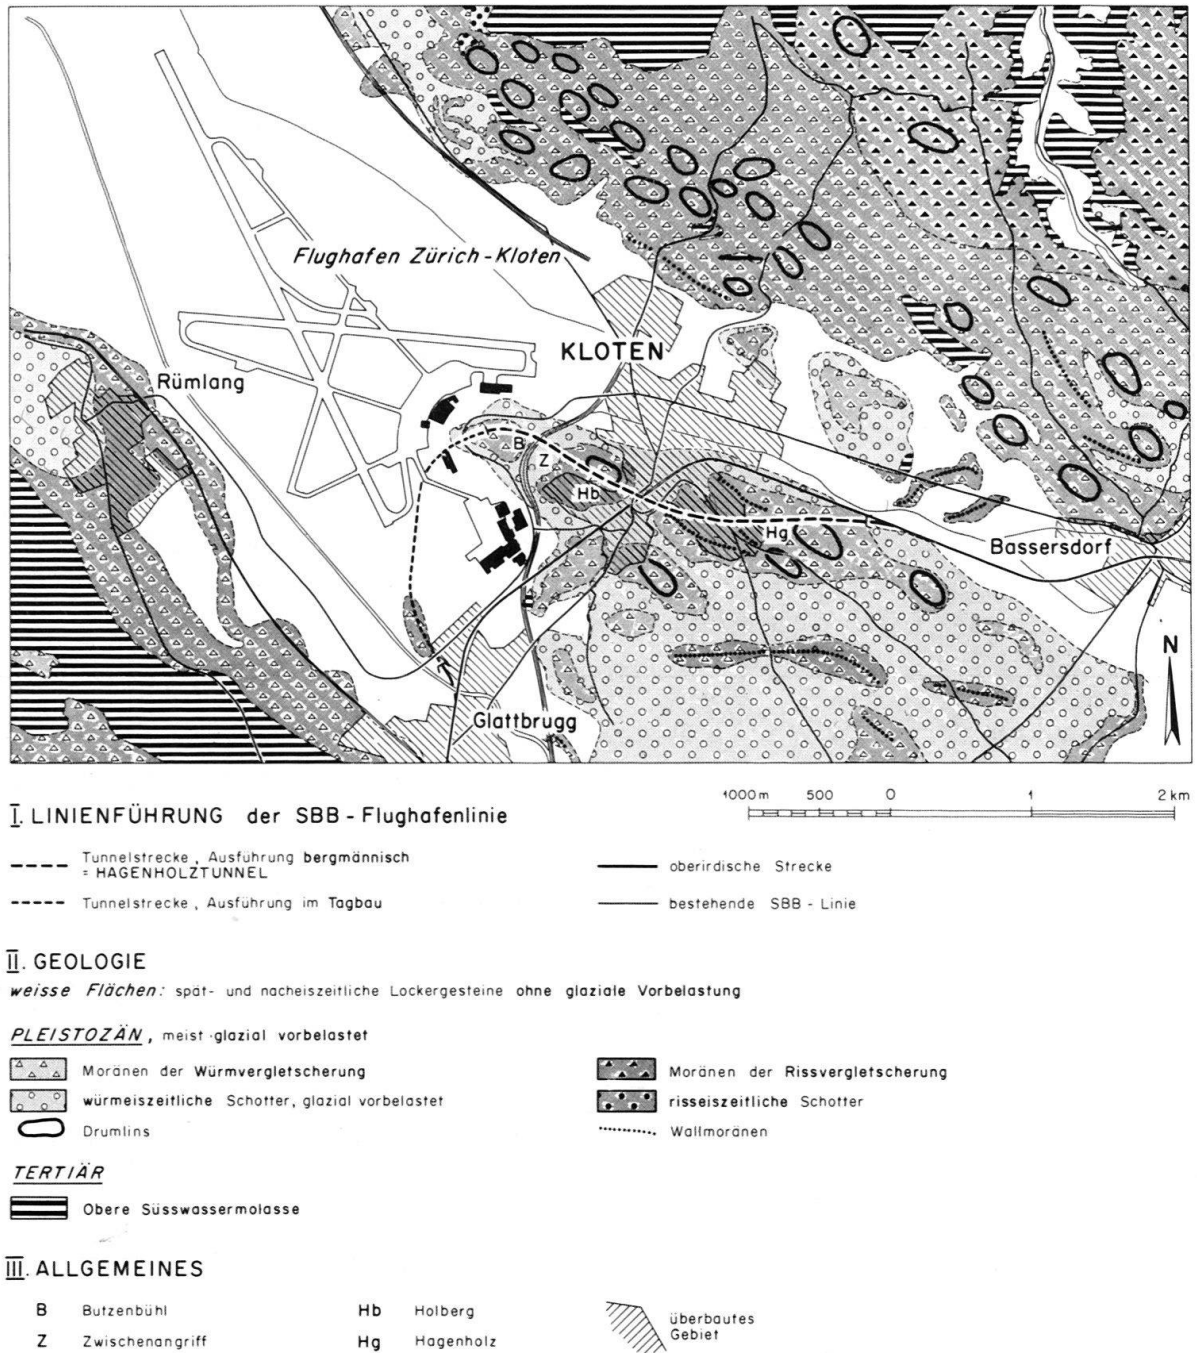 Flughafen Zürich-Kloten
KLOTEN
Rümlang
B
Z
Hb
Hg
Bassersdorf
N
Glattbrugg
I. LINIENFÜHRUNG der SBB-Flughafenlinie
1000 m 500 0 1 2 km
Tunnelstrecke, Ausführung bergmännisch
= HAGENHOLZTUNNEL
oberirdische Strecke
Tunnelstrecke, Ausführung im Tagbau
bestehende SBB-Linie
II. GEOLOGIE
weisse Flächen: spät- und nacheiszeitliche Lockergesteine ohne glaziale Vorbelastung
PLEISTOZÄN, meist glazial vorbelastet
Moränen der Würmvergletscherung
Moränen der Rissvergletscherung
würmeiszeitliche Schotter, glazial vorbelastet
risseiszeitliche Schotter
Drumlins
Wallmoränen
TERTIÄR
Obere Süsswassermolasse
III. ALLGEMEINES
B Butzenbühl
Hb Holberg
überbautes
Gebiet
Z Zwischenangriff
Hg Hagenholz